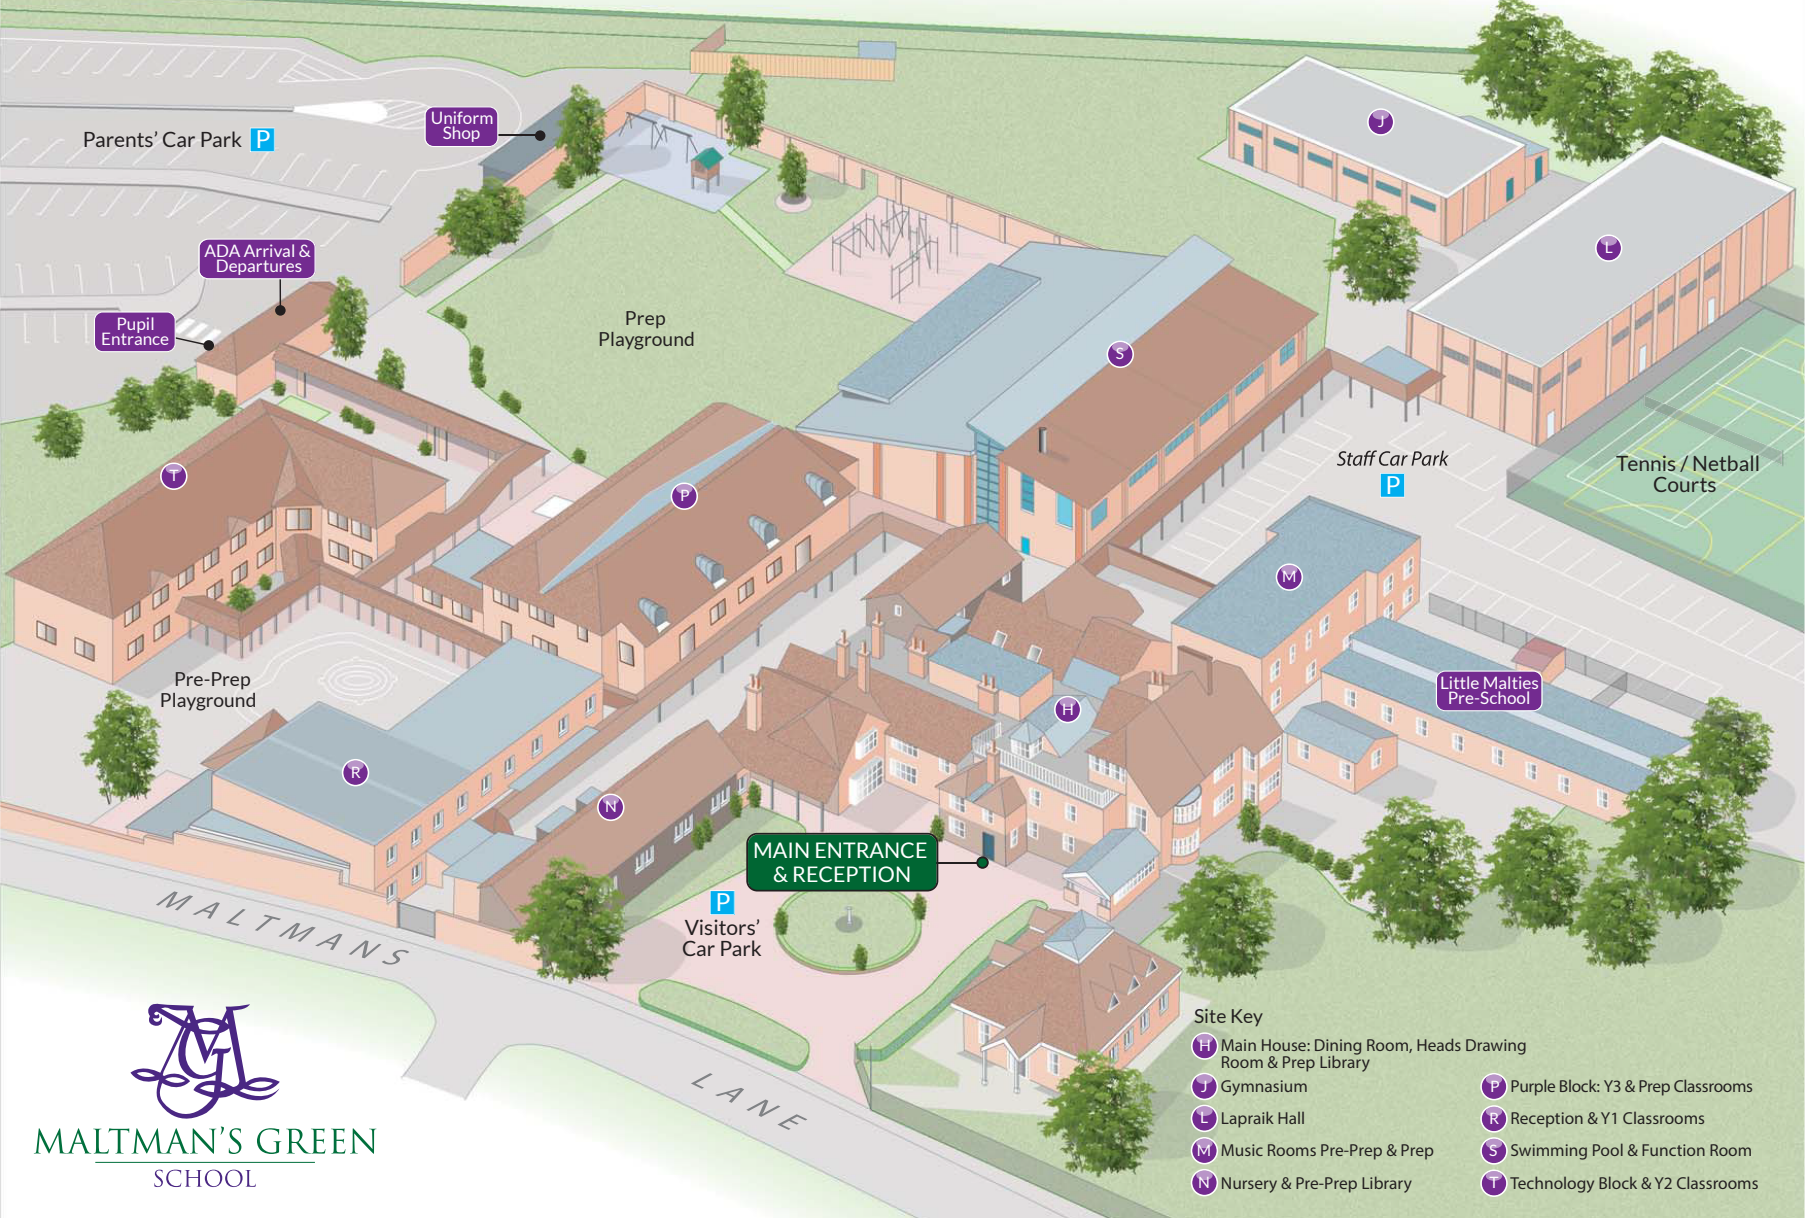 Parents' Car Park P
Uniform
Shop
ADA Arrival &
Departures
Pupil
Entrance
Prep
Playground
J
L
S
T
P
Staff Car Park
P
Tennis / Netball
Courts
M
Pre-Prep
Playground
Little Malties
Pre-School
H
R
N
MAIN ENTRANCE
& RECEPTION
P
Visitors'
Car Park
MALTMANS
LANE
MG
MALTMAN'S GREEN
SCHOOL
Site Key
H Main House: Dining Room, Heads Drawing
Room & Prep Library
J Gymnasium
L Lapraik Hall
M Music Rooms Pre-Prep & Prep
N Nursery & Pre-Prep Library
P Purple Block: Y3 & Prep Classrooms
R Reception & Y1 Classrooms
S Swimming Pool & Function Room
T Technology Block & Y2 Classrooms